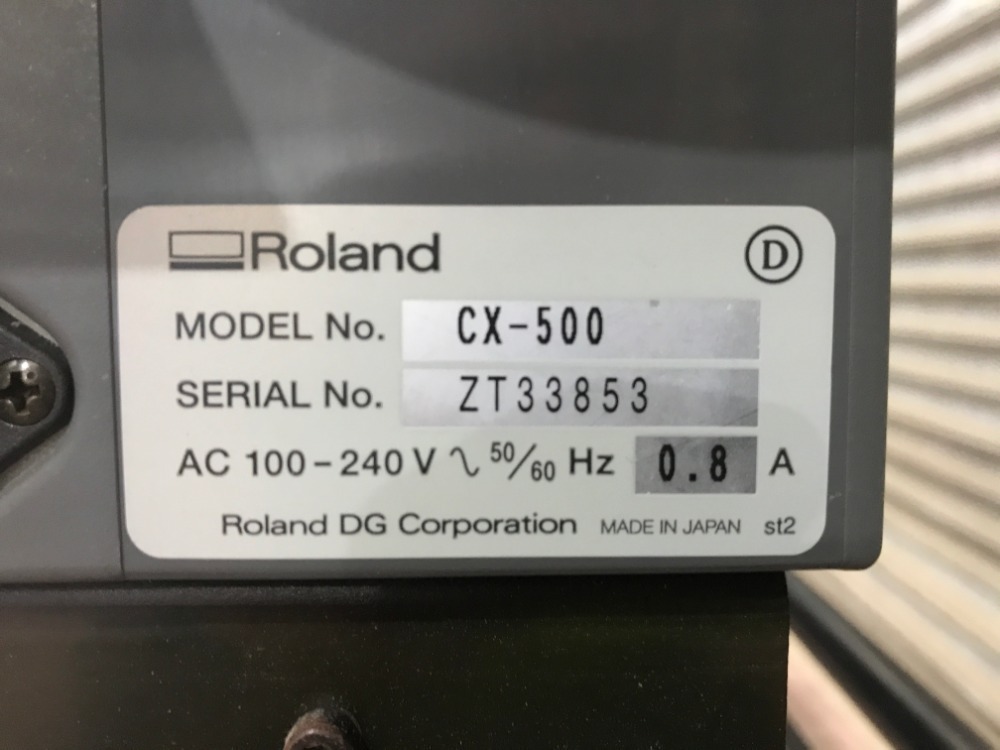 Roland D
MODEL No. CX-500
SERIAL No. ZT33853
AC 100-240 V ∿ 50/60 Hz 0.8 A
Roland DG Corporation MADE IN JAPAN st2